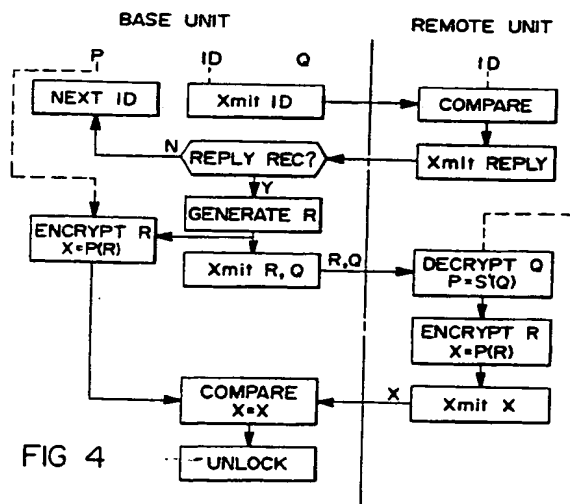 BASE UNIT
REMOTE UNIT
P
ID
Q
ID
NEXT ID
Xmit ID
COMPARE
N
REPLY REC?
Xmit REPLY
Y
GENERATE R
ENCRYPT R
X=P(R)
Xmit R, Q
R,Q
DECRYPT Q
P=S'(Q)
ENCRYPT R
X=P(R)
COMPARE
X=X
X
Xmit X
FIG 4
UNLOCK